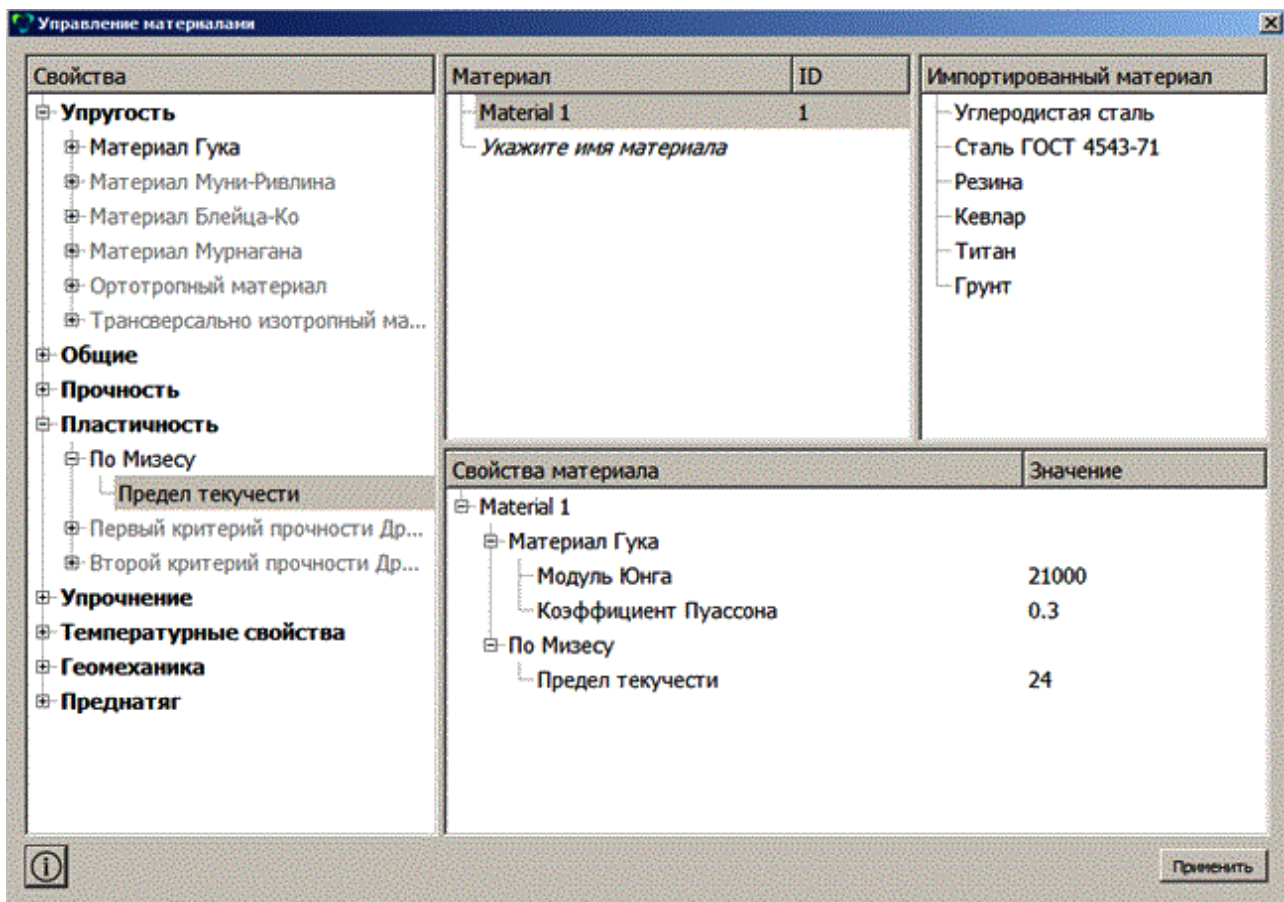 Управление материалами
Свойства
Упругость
Материал Гука
Материал Муни-Ривлина
Материал Блейца-Ко
Материал Мурнагана
Ортотропный материал
Трансверсально изотропный ма...
Общие
Прочность
Пластичность
По Мизесу
Предел текучести
Первый критерий прочности Др...
Второй критерий прочности Др...
Упрочнение
Температурные свойства
Геомеханика
Преднатяг
Материал ID
Material 1 1
Укажите имя материала
Импортированный материал
Углеродистая сталь
Сталь ГОСТ 4543-71
Резина
Кевлар
Титан
Грунт
Свойства материала Значение
Material 1
Материал Гука
Модуль Юнга 21000
Коэффициент Пуассона 0.3
По Мизесу
Предел текучести 24
Применить